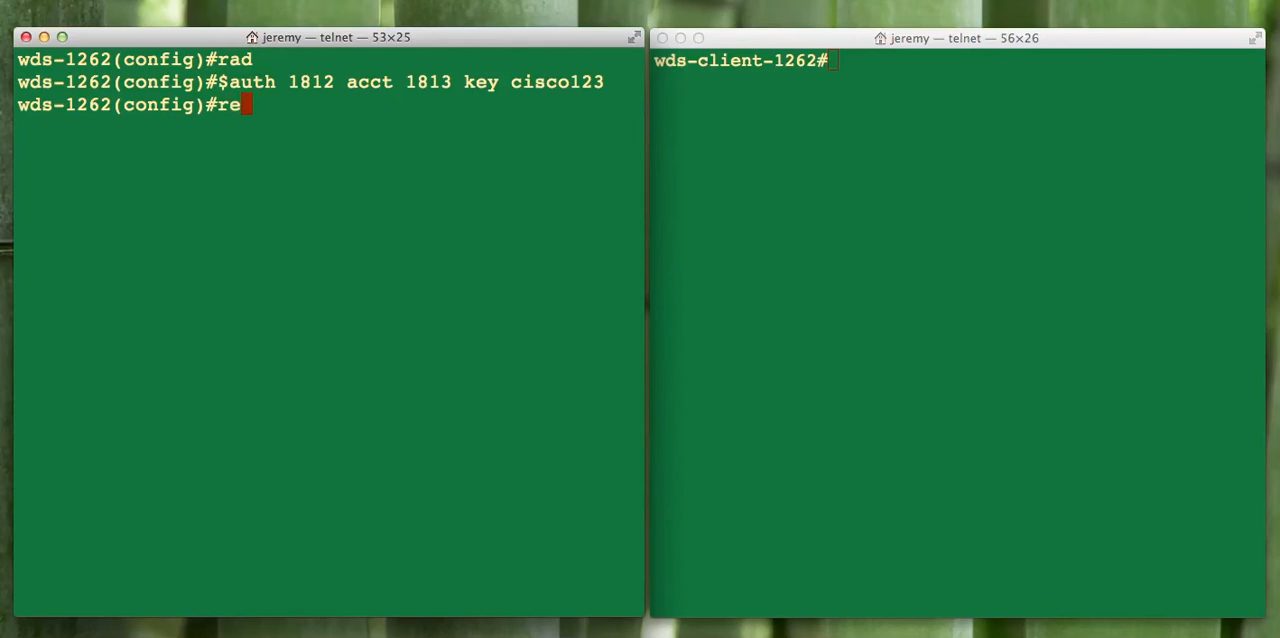 jeremy — telnet — 53×25
wds-1262(config)#rad
wds-1262(config)#$auth 1812 acct 1813 key cisco123
wds-1262(config)#re
jeremy — telnet — 56×26
wds-client-1262#